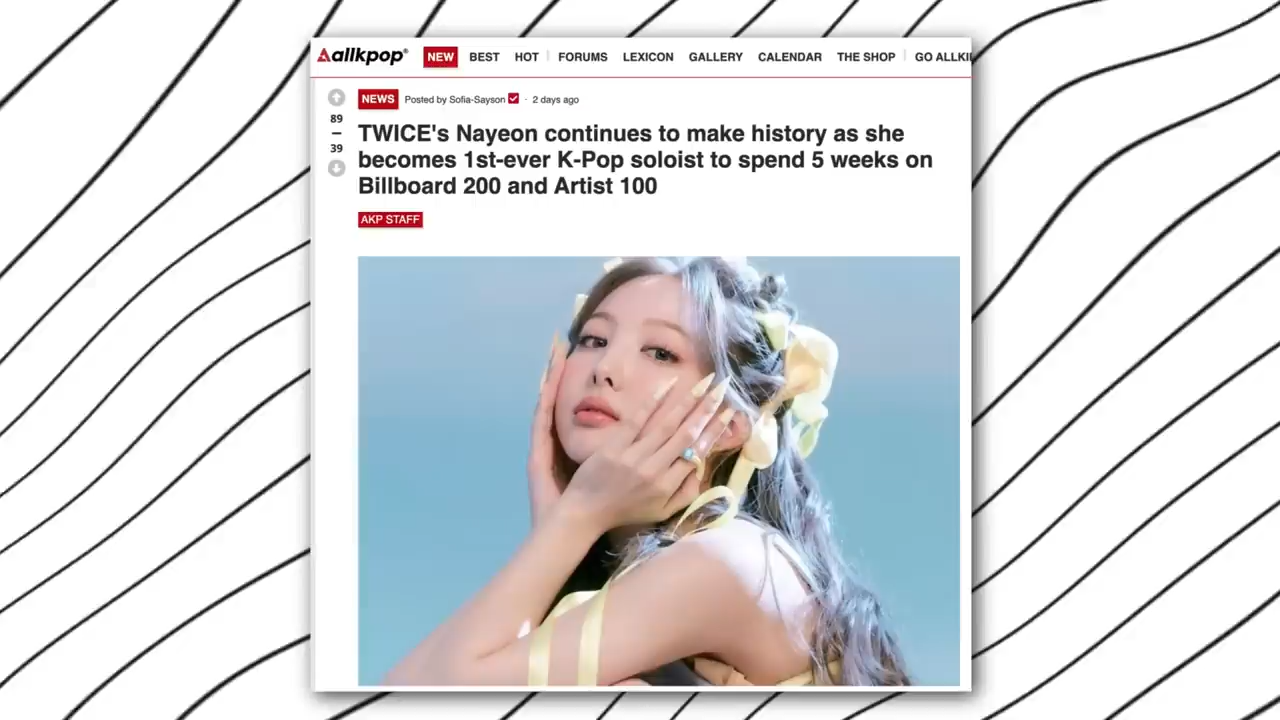 allkpop® NEW BEST HOT FORUMS LEXICON GALLERY CALENDAR THE SHOP GO ALLKI
NEWS Posted by Sofia-Sayson · 2 days ago
89
39
TWICE's Nayeon continues to make history as she
becomes 1st-ever K-Pop soloist to spend 5 weeks on
Billboard 200 and Artist 100
AKP STAFF